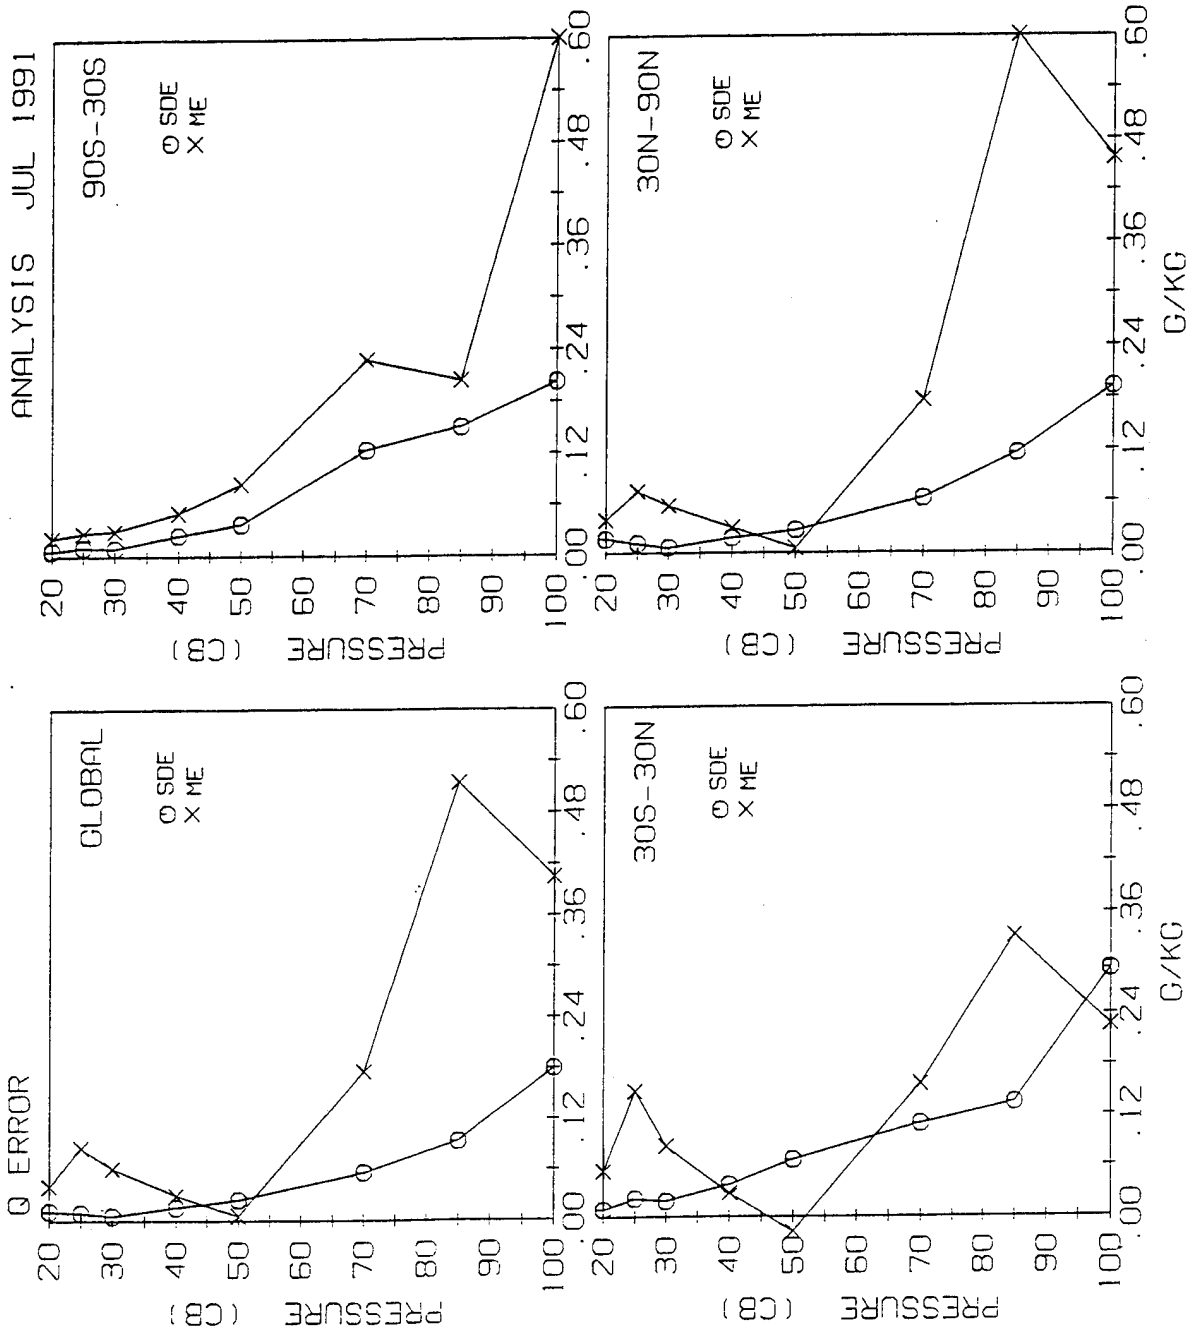 Q ERROR
ANALYSIS JUL 1991
GLOBAL
⊙ SDE
× ME
PRESSURE (CB)
20
30
40
50
60
70
80
90
100
.00 .12 .24 .36 .48 .60
90S-30S
⊙ SDE
× ME
PRESSURE (CB)
20
30
40
50
60
70
80
90
100
.00 .12 .24 .36 .48 .60
30S-30N
⊙ SDE
× ME
PRESSURE (CB)
20
30
40
50
60
70
80
90
100
.00 .12 .24 .36 .48 .60
G/KG
30N-90N
⊙ SDE
× ME
PRESSURE (CB)
20
30
40
50
60
70
80
90
100
.00 .12 .24 .36 .48 .60
G/KG